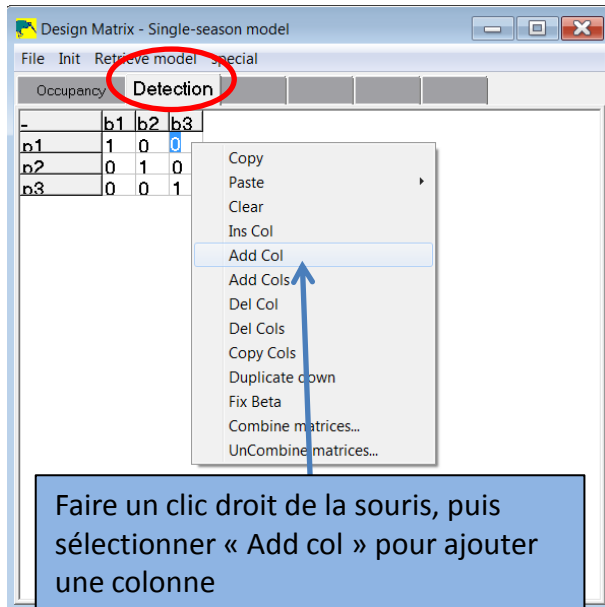 Design Matrix - Single-season model
File Init Retrieve model special
Occupancy Detection
- b1 b2 b3
p1 1 0 0
p2 0 1 0
p3 0 0 1
Copy
Paste
Clear
Ins Col
Add Col
Add Cols
Del Col
Del Cols
Copy Cols
Duplicate down
Fix Beta
Combine matrices...
UnCombine matrices...
Faire un clic droit de la souris, puis
sélectionner « Add col » pour ajouter
une colonne